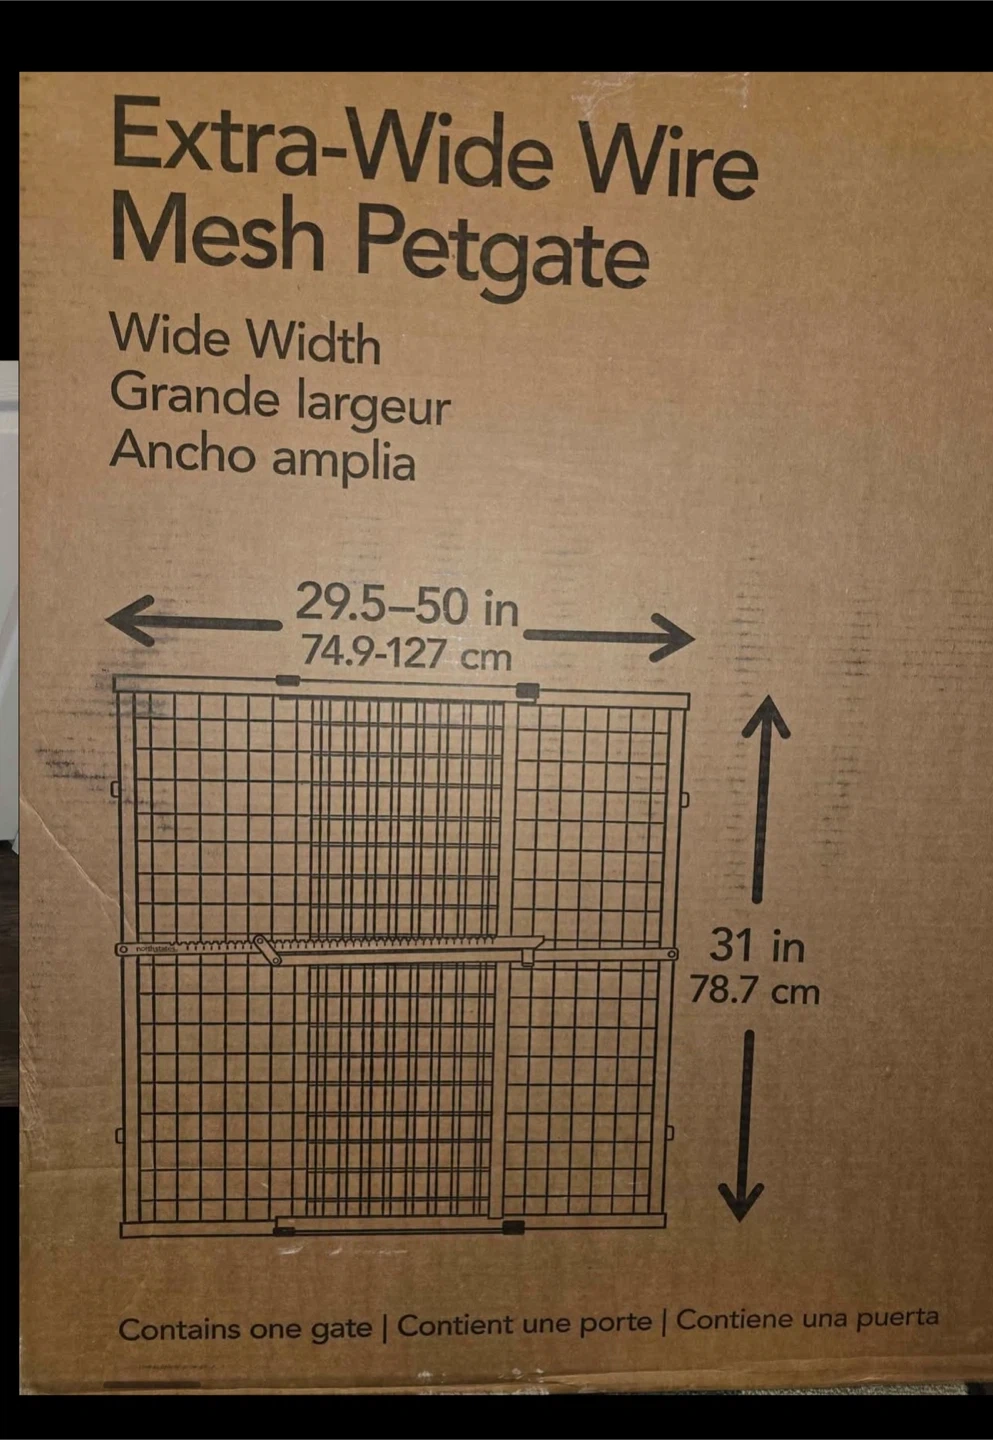 Extra-Wide Wire
Mesh Petgate
Wide Width
Grande largeur
Ancho amplia
29.5–50 in
74.9-127 cm
northstates
31 in
78.7 cm
Contains one gate | Contient une porte | Contiene una puerta